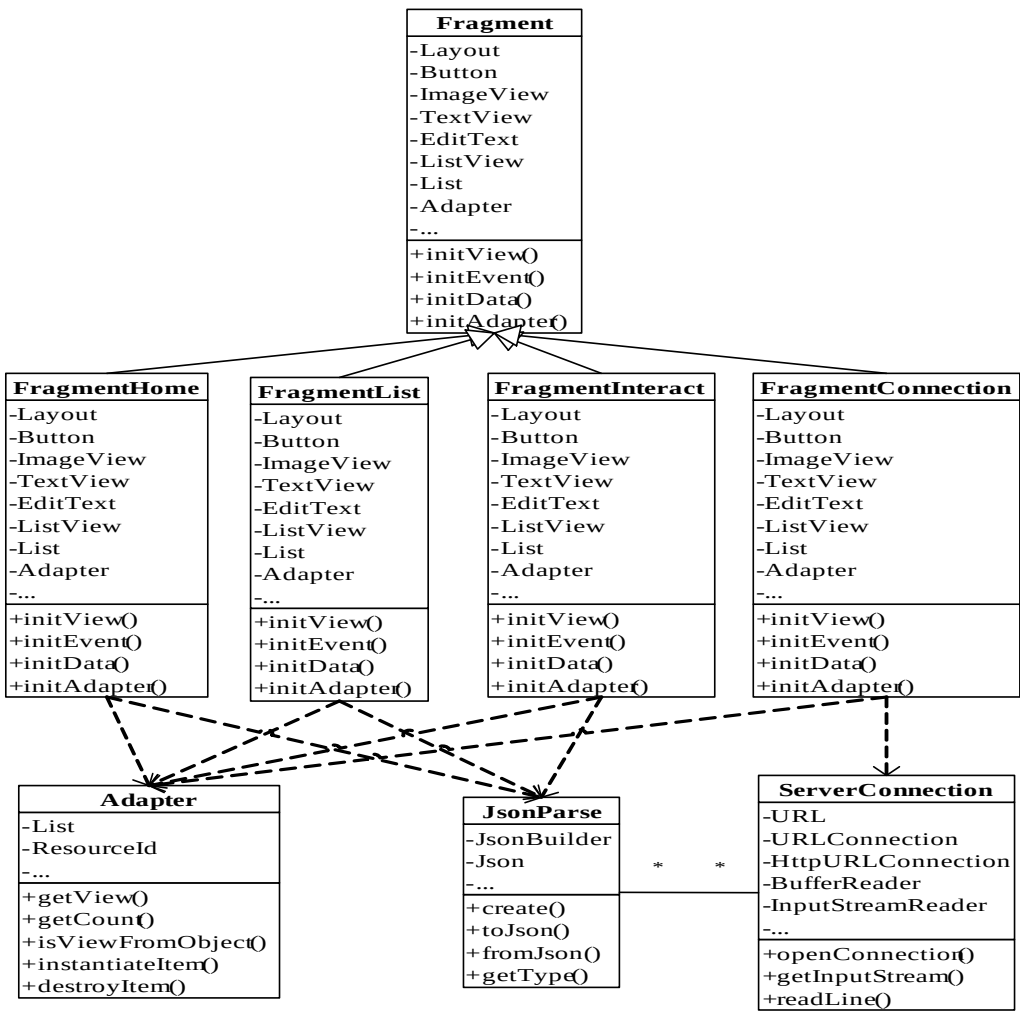 Fragment
-Layout
-Button
-ImageView
-TextView
-EditText
-ListView
-List
-Adapter
-...
+initView()
+initEvent()
+initData()
+initAdapter()
FragmentHome
-Layout
-Button
-ImageView
-TextView
-EditText
-ListView
-List
-Adapter
-...
+initView()
+initEvent()
+initData()
+initAdapter()
FragmentList
-Layout
-Button
-ImageView
-TextView
-EditText
-ListView
-List
-Adapter
-...
+initView()
+initEvent()
+initData()
+initAdapter()
FragmentInteract
-Layout
-Button
-ImageView
-TextView
-EditText
-ListView
-List
-Adapter
-...
+initView()
+initEvent()
+initData()
+initAdapter()
FragmentConnection
-Layout
-Button
-ImageView
-TextView
-EditText
-ListView
-List
-Adapter
-...
+initView()
+initEvent()
+initData()
+initAdapter()
Adapter
-List
-ResourceId
-...
+getView()
+getCount()
+isViewFromObject()
+instantiateItem()
+destroyItem()
JsonParse
-JsonBuilder
-Json
-...
+create()
+toJson()
+fromJson()
+getType()
* *
ServerConnection
-URL
-URLConnection
-HttpURLConnection
-BufferReader
-InputStreamReader
-...
+openConnection()
+getInputStream()
+readLine()